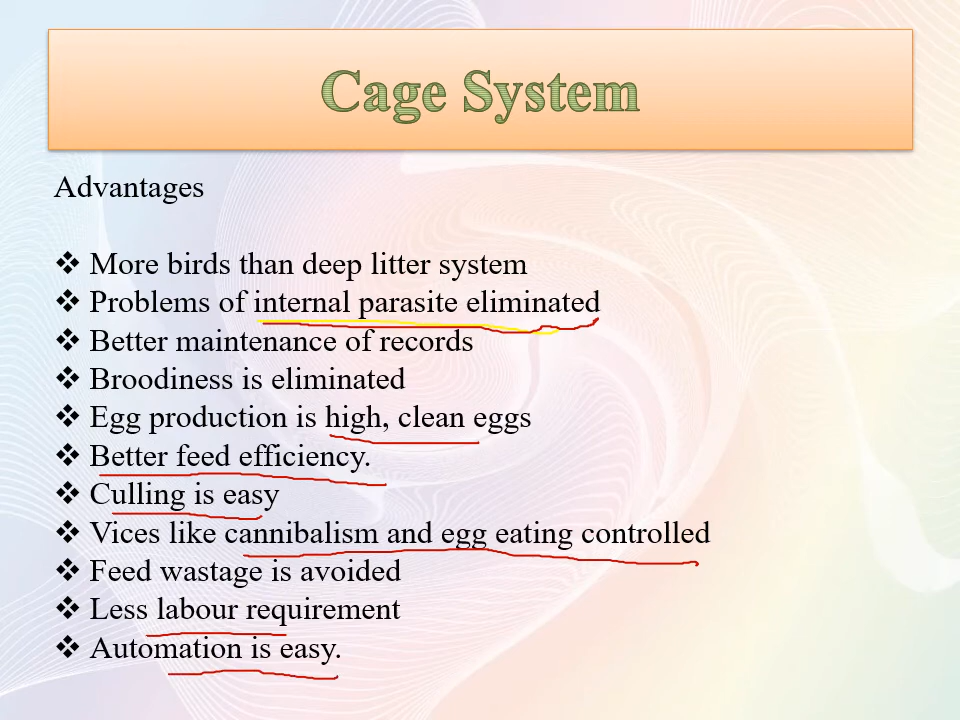 Cage System
Advantages
❖ More birds than deep litter system
❖ Problems of internal parasite eliminated
❖ Better maintenance of records
❖ Broodiness is eliminated
❖ Egg production is high, clean eggs
❖ Better feed efficiency.
❖ Culling is easy
❖ Vices like cannibalism and egg eating controlled
❖ Feed wastage is avoided
❖ Less labour requirement
❖ Automation is easy.